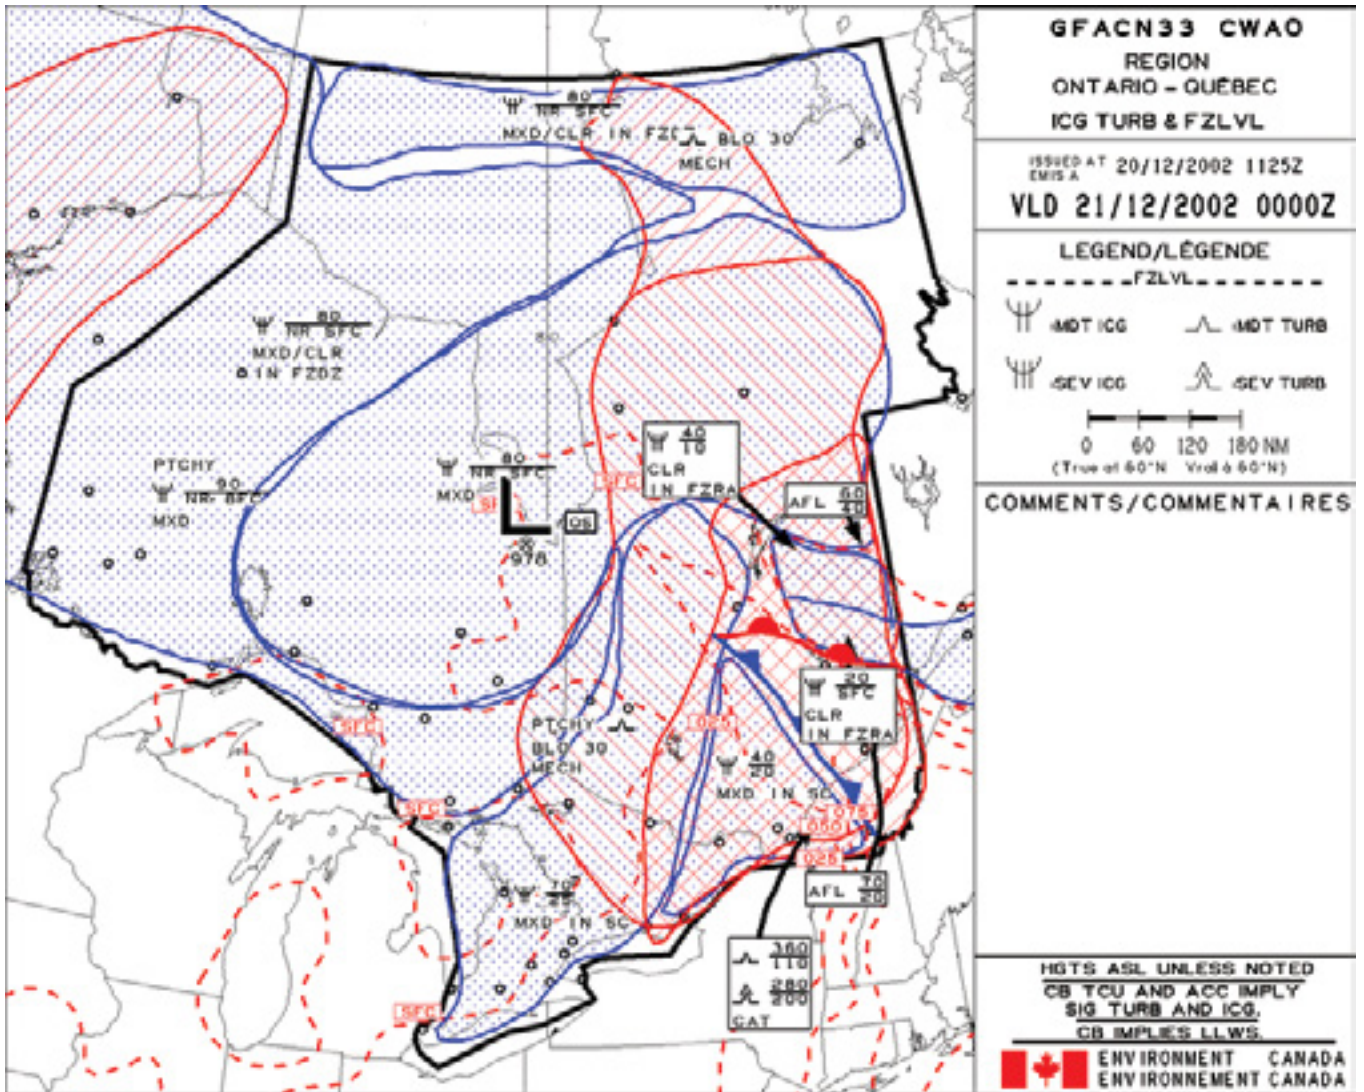 80
NR SFC
MXD/CLR IN
BLO 30
MECH
80
NR SFC
MXD/CLR
IN FZDZ
60
PTCHY
90
NR SFC
MXD
80
NR SFC
MXD
SFC
40
10
CLR
IN FZRA
AFL 60
40
05
978
20
SFC
CLR
IN FZRA
SFC
025
PTCHY
BLO 30
MECH
40
20
MXD IN SC
SFC
075
050
025
AFL 70
20
70
MXD IN SC
360
110
280
200
CAT
SFC
GFACN33 CWAO
REGION
ONTARIO - QUÉBEC
ICG TURB & FZLVL
ISSUED AT 20/12/2002 1125Z
EMIS A
VLD 21/12/2002 0000Z
LEGEND/LÉGENDE
FZLVL
MDT ICG
MDT TURB
SEV ICG
SEV TURB
0 60 120 180 NM
(True at 60°N Vrai à 60°N)
COMMENTS/COMMENTAIRES
HGTS ASL UNLESS NOTED
CB TCU AND ACC IMPLY
SIG TURB AND ICG.
CB IMPLIES LLWS.
ENVIRONMENT CANADA
ENVIRONNEMENT CANADA